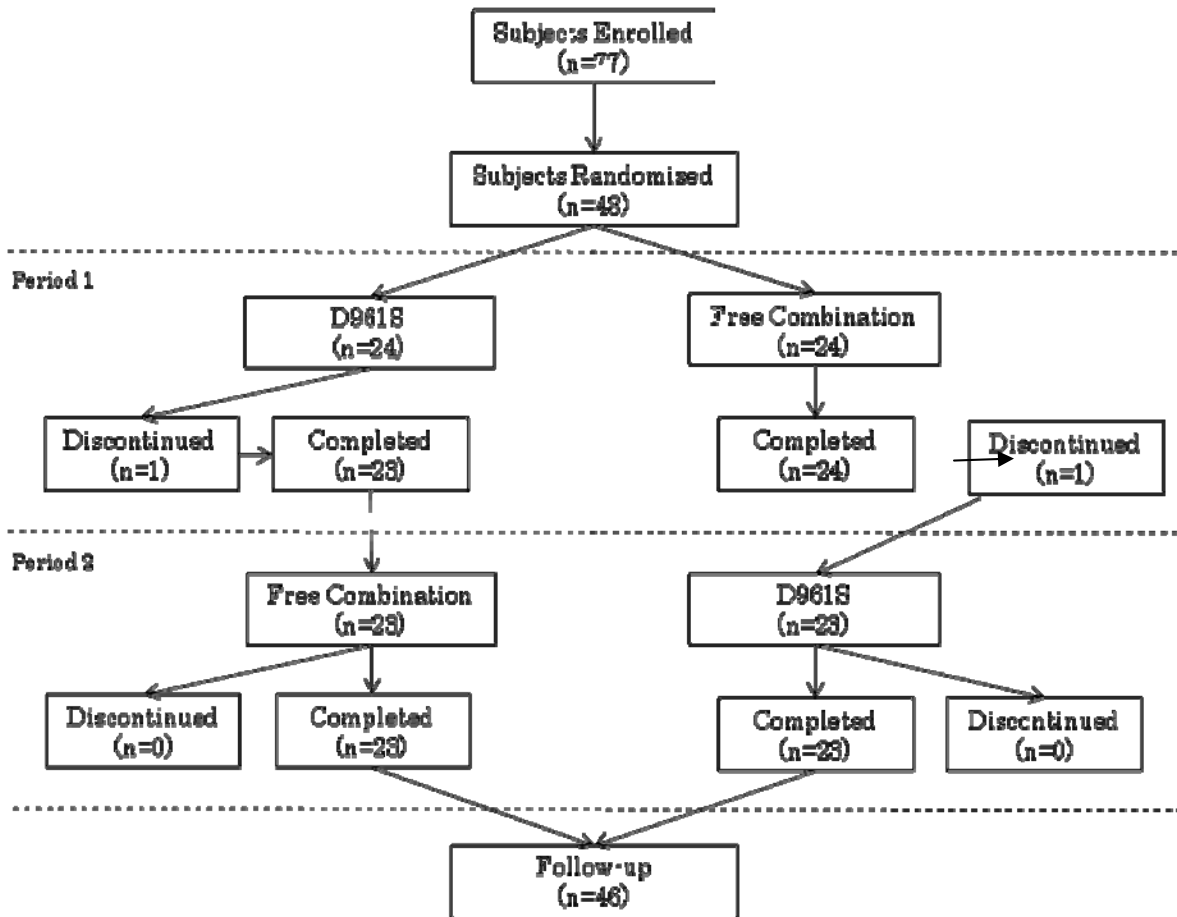 Subjects Enrolled
(n=77)
Subjects Randomized
(n=48)
Period 1
D961S
(n=24)
Free Combination
(n=24)
Discontinued
(n=1)
Completed
(n=23)
Completed
(n=24)
Discontinued
(n=1)
Period 2
Free Combination
(n=23)
D961S
(n=23)
Discontinued
(n=0)
Completed
(n=23)
Completed
(n=23)
Discontinued
(n=0)
Follow-up
(n=46)